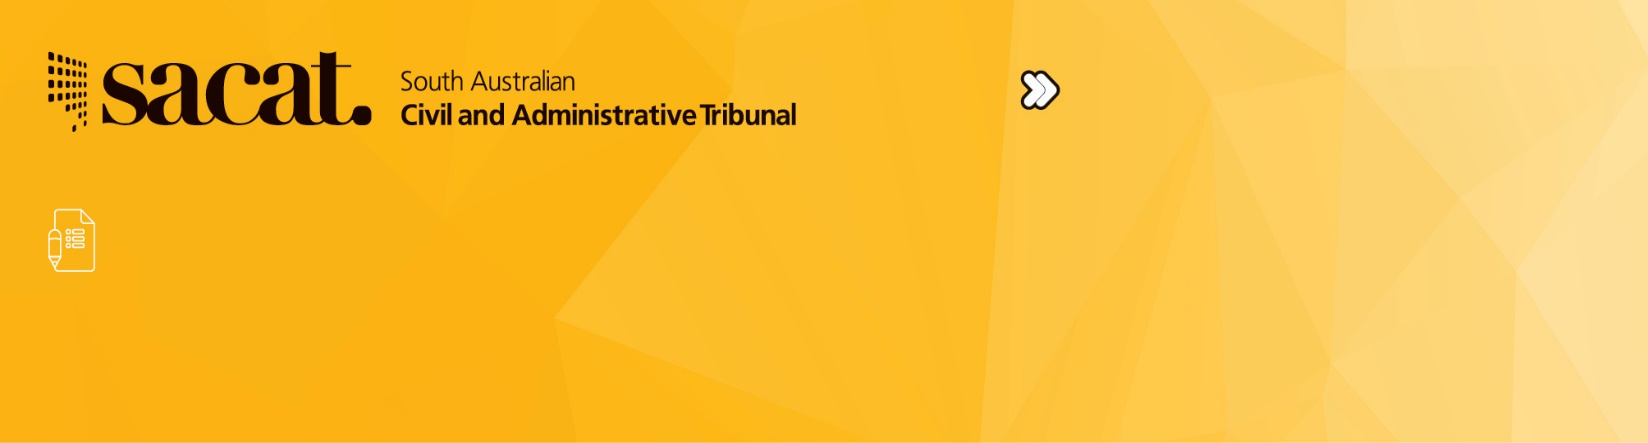 sacat.
South Australian
Civil and Administrative Tribunal